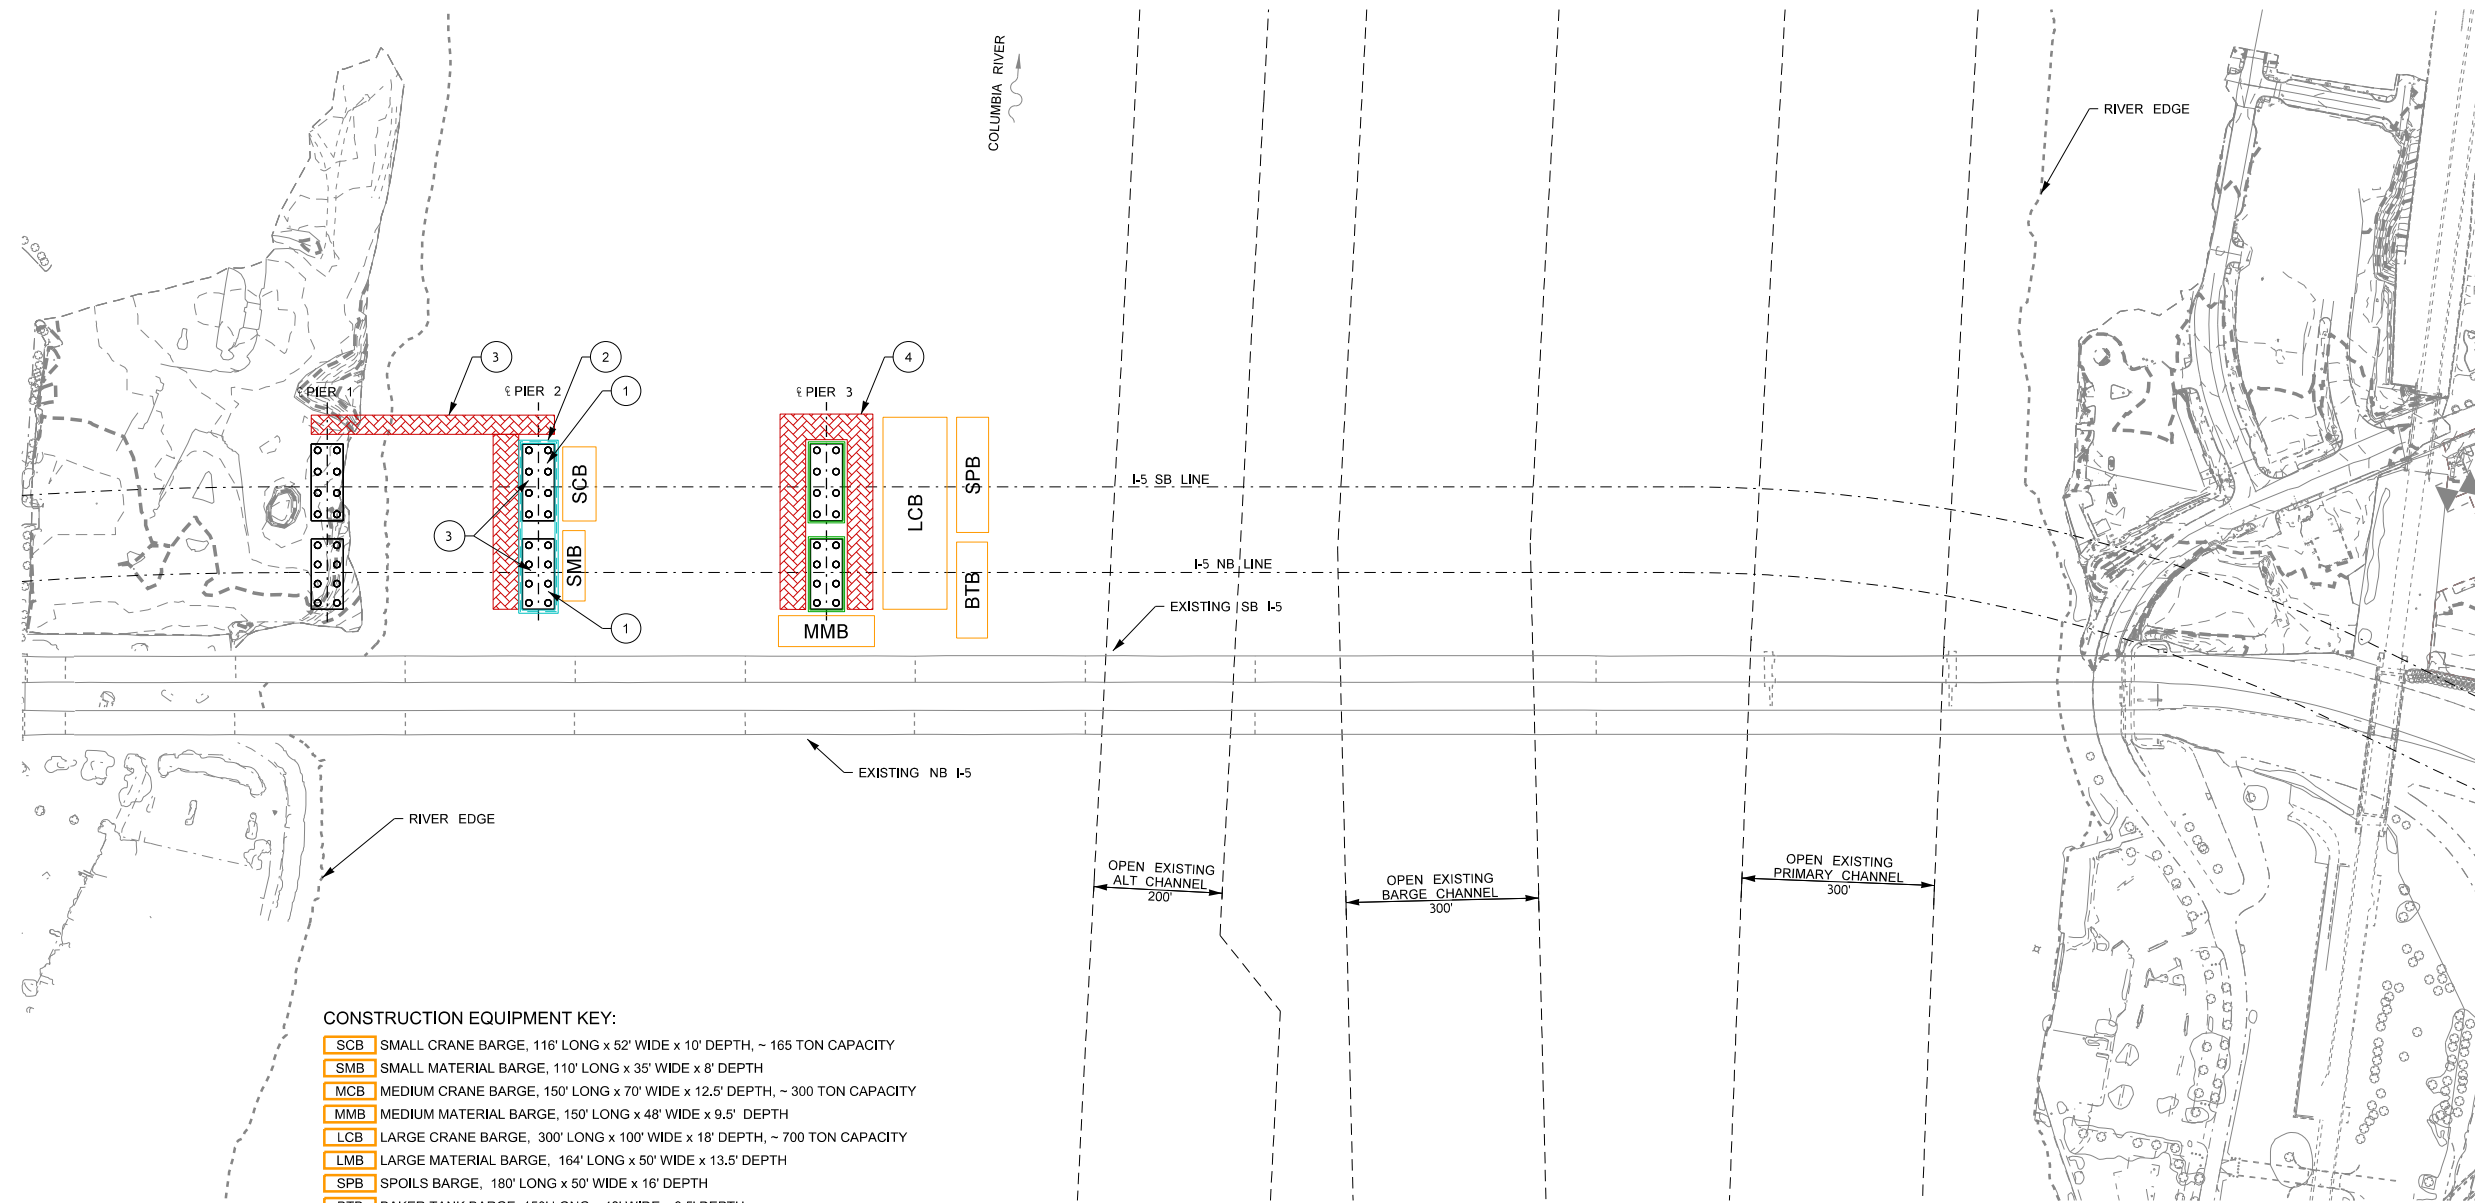 COLUMBIA RIVER
RIVER EDGE
3
2
4
1
℄ PIER 1
℄ PIER 2
℄ PIER 3
SCB
LCB
SPB
I-5 SB LINE
3
SMB
BTB
I-5 NB LINE
EXISTING SB I-5
1
MMB
EXISTING NB I-5
RIVER EDGE
OPEN EXISTING
ALT CHANNEL
200'
OPEN EXISTING
BARGE CHANNEL
300'
OPEN EXISTING
PRIMARY CHANNEL
300'
CONSTRUCTION EQUIPMENT KEY:
SCB SMALL CRANE BARGE, 116' LONG x 52' WIDE x 10' DEPTH, ~ 165 TON CAPACITY
SMB SMALL MATERIAL BARGE, 110' LONG x 35' WIDE x 8' DEPTH
MCB MEDIUM CRANE BARGE, 150' LONG x 70' WIDE x 12.5' DEPTH, ~ 300 TON CAPACITY
MMB MEDIUM MATERIAL BARGE, 150' LONG x 48' WIDE x 9.5' DEPTH
LCB LARGE CRANE BARGE, 300' LONG x 100' WIDE x 18' DEPTH, ~ 700 TON CAPACITY
LMB LARGE MATERIAL BARGE, 164' LONG x 50' WIDE x 13.5' DEPTH
SPB SPOILS BARGE, 180' LONG x 50' WIDE x 16' DEPTH